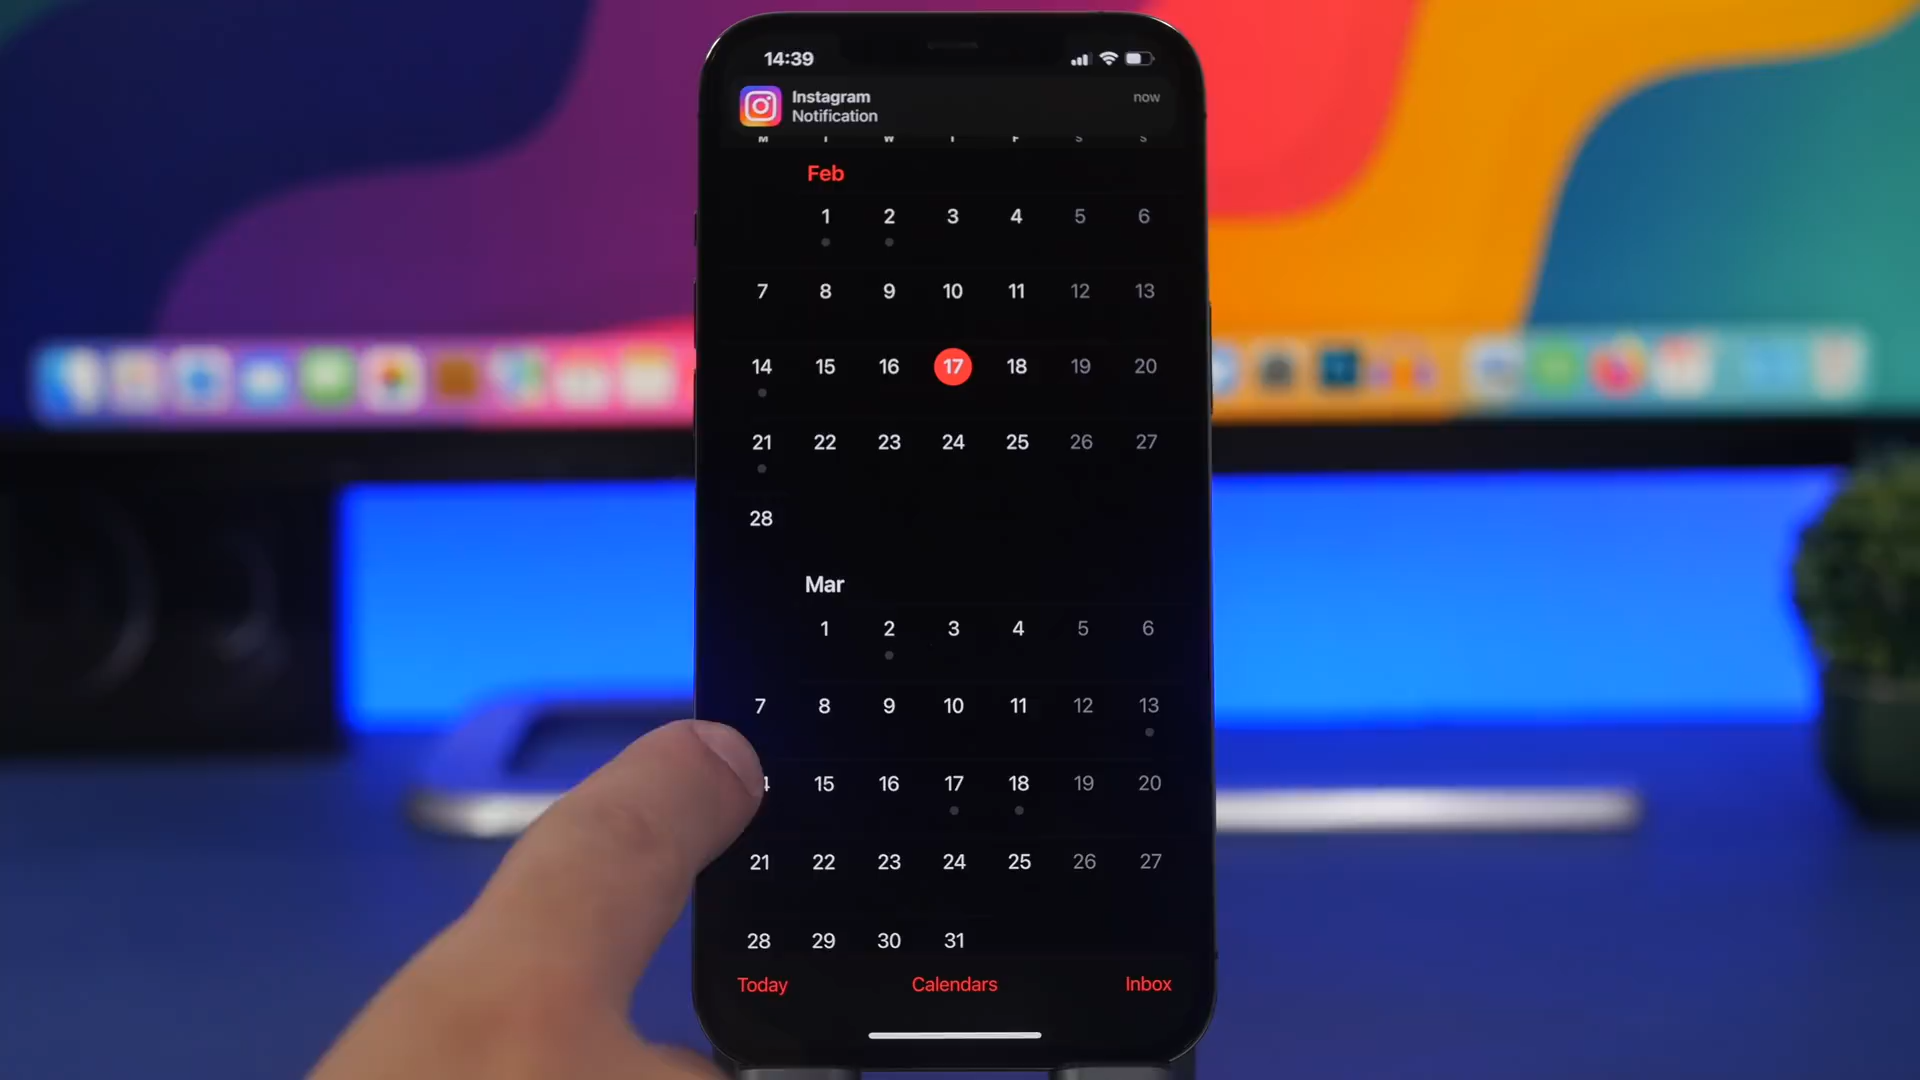 14:39
Instagram now
Notification
M T W T F S S
Feb
1 2 3 4 5 6
7 8 9 10 11 12 13
14 15 16 17 18 19 20
21 22 23 24 25 26 27
28
Mar
1 2 3 4 5 6
7 8 9 10 11 12 13
4 15 16 17 18 19 20
21 22 23 24 25 26 27
28 29 30 31
Today Calendars Inbox